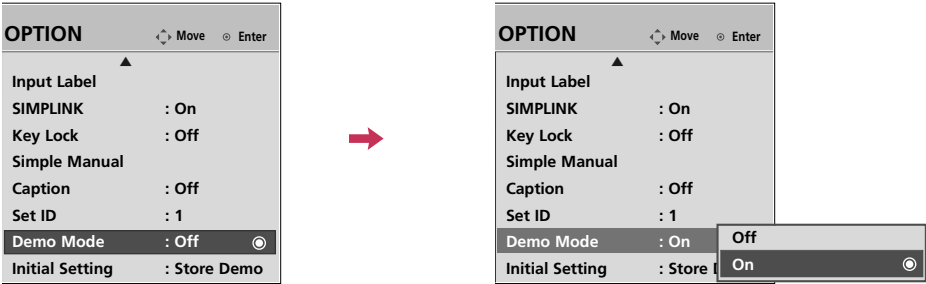 OPTION Move Enter
Input Label
SIMPLINK : On
Key Lock : Off
Simple Manual
Caption : Off
Set ID : 1
Demo Mode : Off
Initial Setting : Store Demo
OPTION Move Enter
Input Label
SIMPLINK : On
Key Lock : Off
Simple Manual
Caption : Off
Set ID : 1
Demo Mode : On
Initial Setting : Store
Off
On